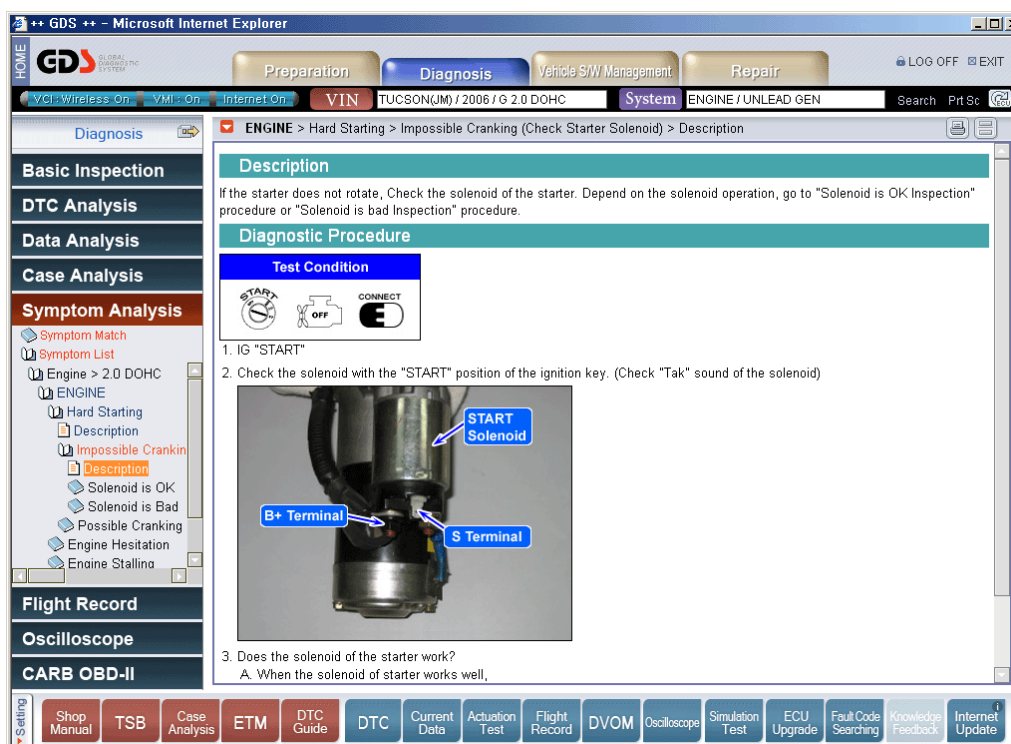 ++ GDS ++ - Microsoft Internet Explorer
HOME
GDS GLOBAL DIAGNOSTIC SYSTEM
Preparation
Diagnosis
Vehicle S/W Management
Repair
LOG OFF
EXIT
VCI : Wireless On
VMI : On
Internet On
VIN
TUCSON(JM) / 2006 / G 2.0 DOHC
System
ENGINE / UNLEAD GEN
Search
Prt Sc
ECU
Diagnosis
Basic Inspection
DTC Analysis
Data Analysis
Case Analysis
Symptom Analysis
Symptom Match
Symptom List
Engine > 2.0 DOHC
ENGINE
Hard Starting
Description
Impossible Crankin
Description
Solenoid is OK
Solenoid is Bad
Possible Cranking
Engine Hesitation
Engine Stalling
Flight Record
Oscilloscope
CARB OBD-II
ENGINE > Hard Starting > Impossible Cranking (Check Starter Solenoid) > Description
Description
If the starter does not rotate, Check the solenoid of the starter. Depend on the solenoid operation, go to "Solenoid is OK Inspection"
procedure or "Solenoid is bad Inspection" procedure.
Diagnostic Procedure
Test Condition
START
OFF
CONNECT
1. IG "START"
2. Check the solenoid with the "START" position of the ignition key. (Check "Tak" sound of the solenoid)
START
Solenoid
B+ Terminal
S Terminal
3. Does the solenoid of the starter work?
A. When the solenoid of starter works well,
Setting
Shop
Manual
TSB
Case
Analysis
ETM
DTC
Guide
DTC
Current
Data
Actuation
Test
Flight
Record
DVOM
Oscilloscope
Simulation
Test
ECU
Upgrade
Fault Code
Searching
Knowledge
Feedback
Internet
Update